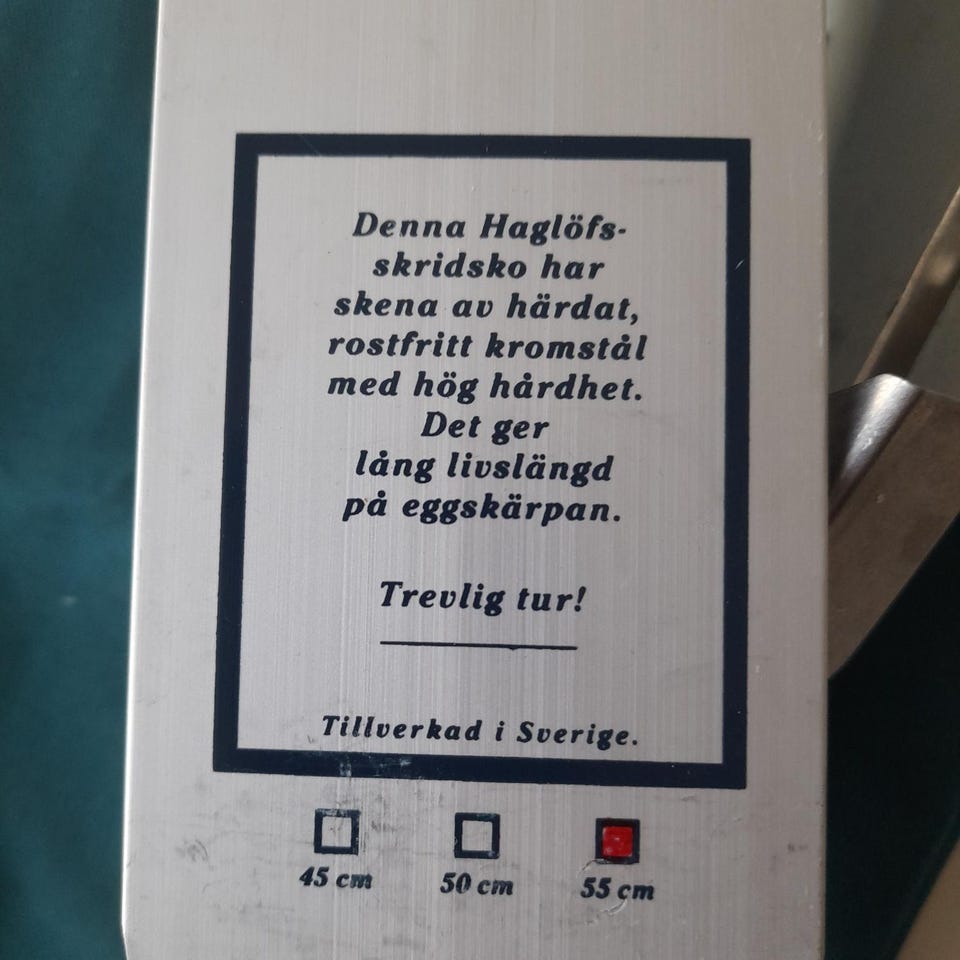 Denna Haglöfs-
skridsko har
skena av härdat,
rostfritt kromstål
med hög hårdhet.
Det ger
lång livslängd
på eggskärpan.
Trevlig tur!
Tillverkad i Sverige.
45 cm 50 cm 55 cm